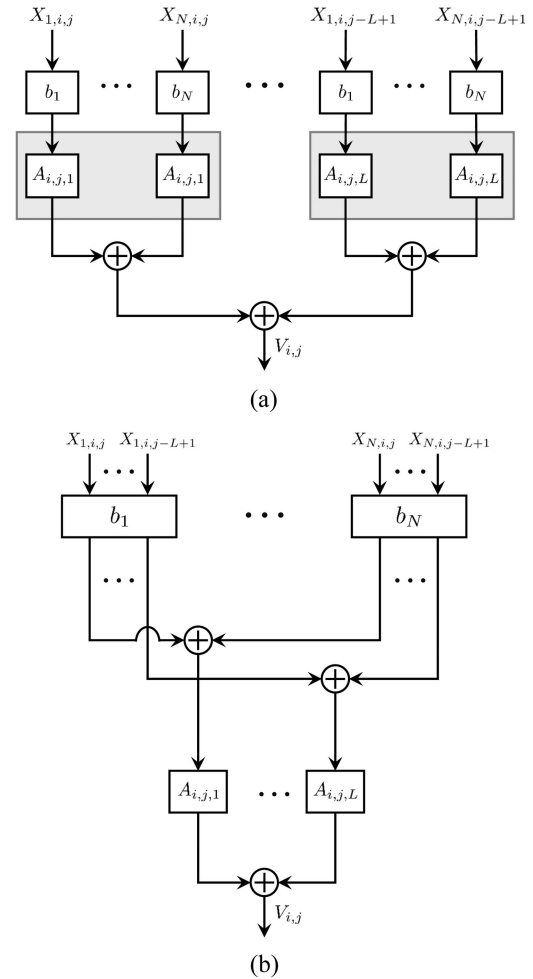 X_{1,i,j} X_{N,i,j} X_{1,i,j-L+1} X_{N,i,j-L+1}
b_1 ... b_N ... b_1 ... b_N
A_{i,j,1} A_{i,j,1} A_{i,j,L} A_{i,j,L}
+ +
+
V_{i,j}
(a)
X_{1,i,j} ... X_{1,i,j-L+1} X_{N,i,j} ... X_{N,i,j-L+1}
b_1 ... b_N
... ...
+
+
A_{i,j,1} ... A_{i,j,L}
+
V_{i,j}
(b)